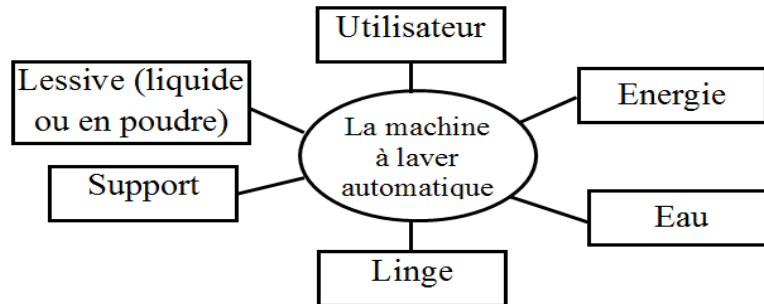 Utilisateur
Lessive (liquide
ou en poudre)
Energie
La machine
à laver
automatique
Support
Eau
Linge